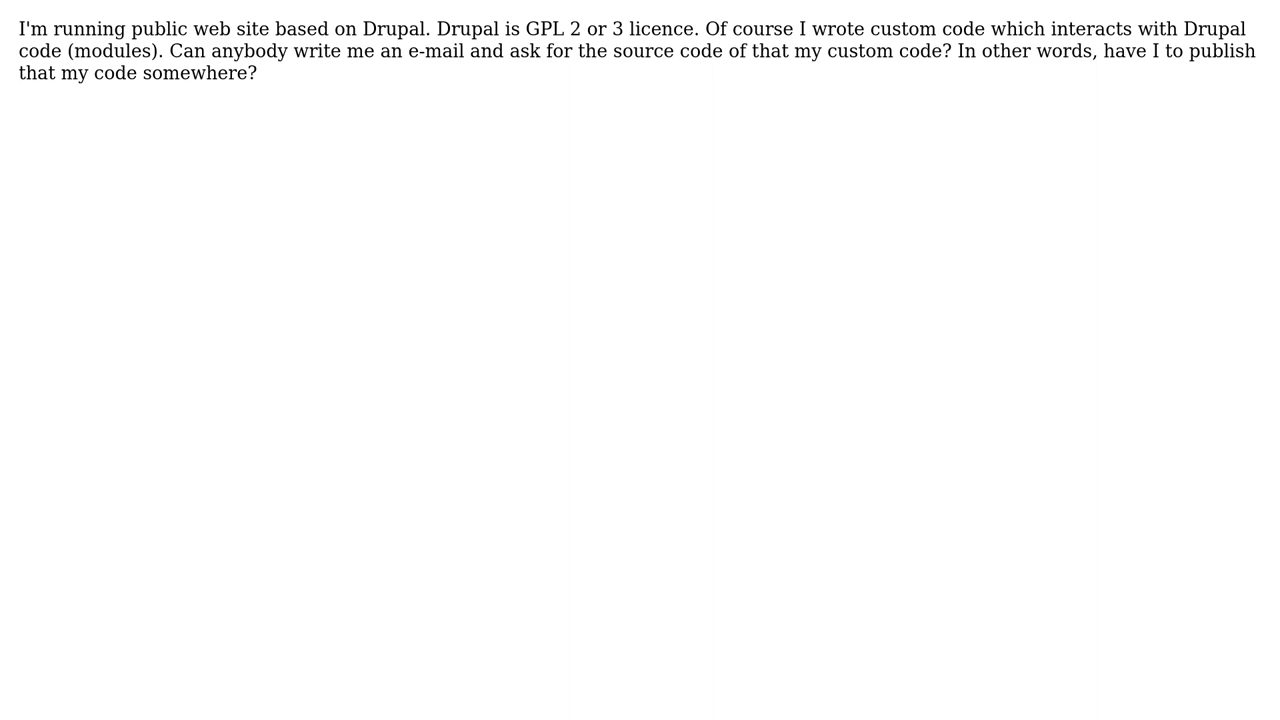 I'm running public web site based on Drupal. Drupal is GPL 2 or 3 licence. Of course I wrote custom code which interacts with Drupal
code (modules). Can anybody write me an e-mail and ask for the source code of that my custom code? In other words, have I to publish
that my code somewhere?